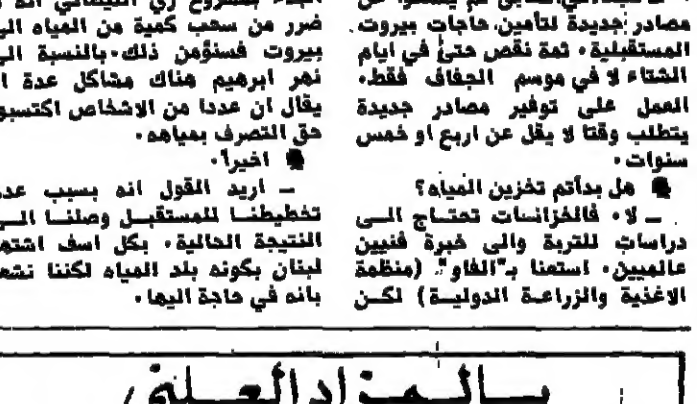 مصادر جديدة لتأمين حاجات بيروت
المستقبلية، ثمة نقص حتى في ايام
الشتاء لا في موسم الجفاف فقط،
العمل على توفير مصادر جديدة
يتطلب وقتا لا يقل عن اربع او خمس
سنوات،
هل بدأتم تخزين المياه؟
– لا، فالخزانات تحتاج الى
دراسات للتربة والى خبرة فنيين
عالميين، استعنا بـ"الفاو" (منظمة
الاغذية والزراعة الدولية) لكن
ضرر من سحب كمية من المياه
بيروت فسنؤمن ذلك، بالنسبة
نهر ابرهيم هناك مشاكل عدة
يقال ان عددا من الاشخاص اكتسبو
حق التصرف بمياهه،
اخيرا،
– اريد القول انه بسبب
تخطيطنا للمستقبل وصلنا الى
النتيجة الحالية، بكل اسف اشتهر
لبنان بكونه بلد المياه لكننا
بانه في حاجة اليها،
بالمزاد العلني